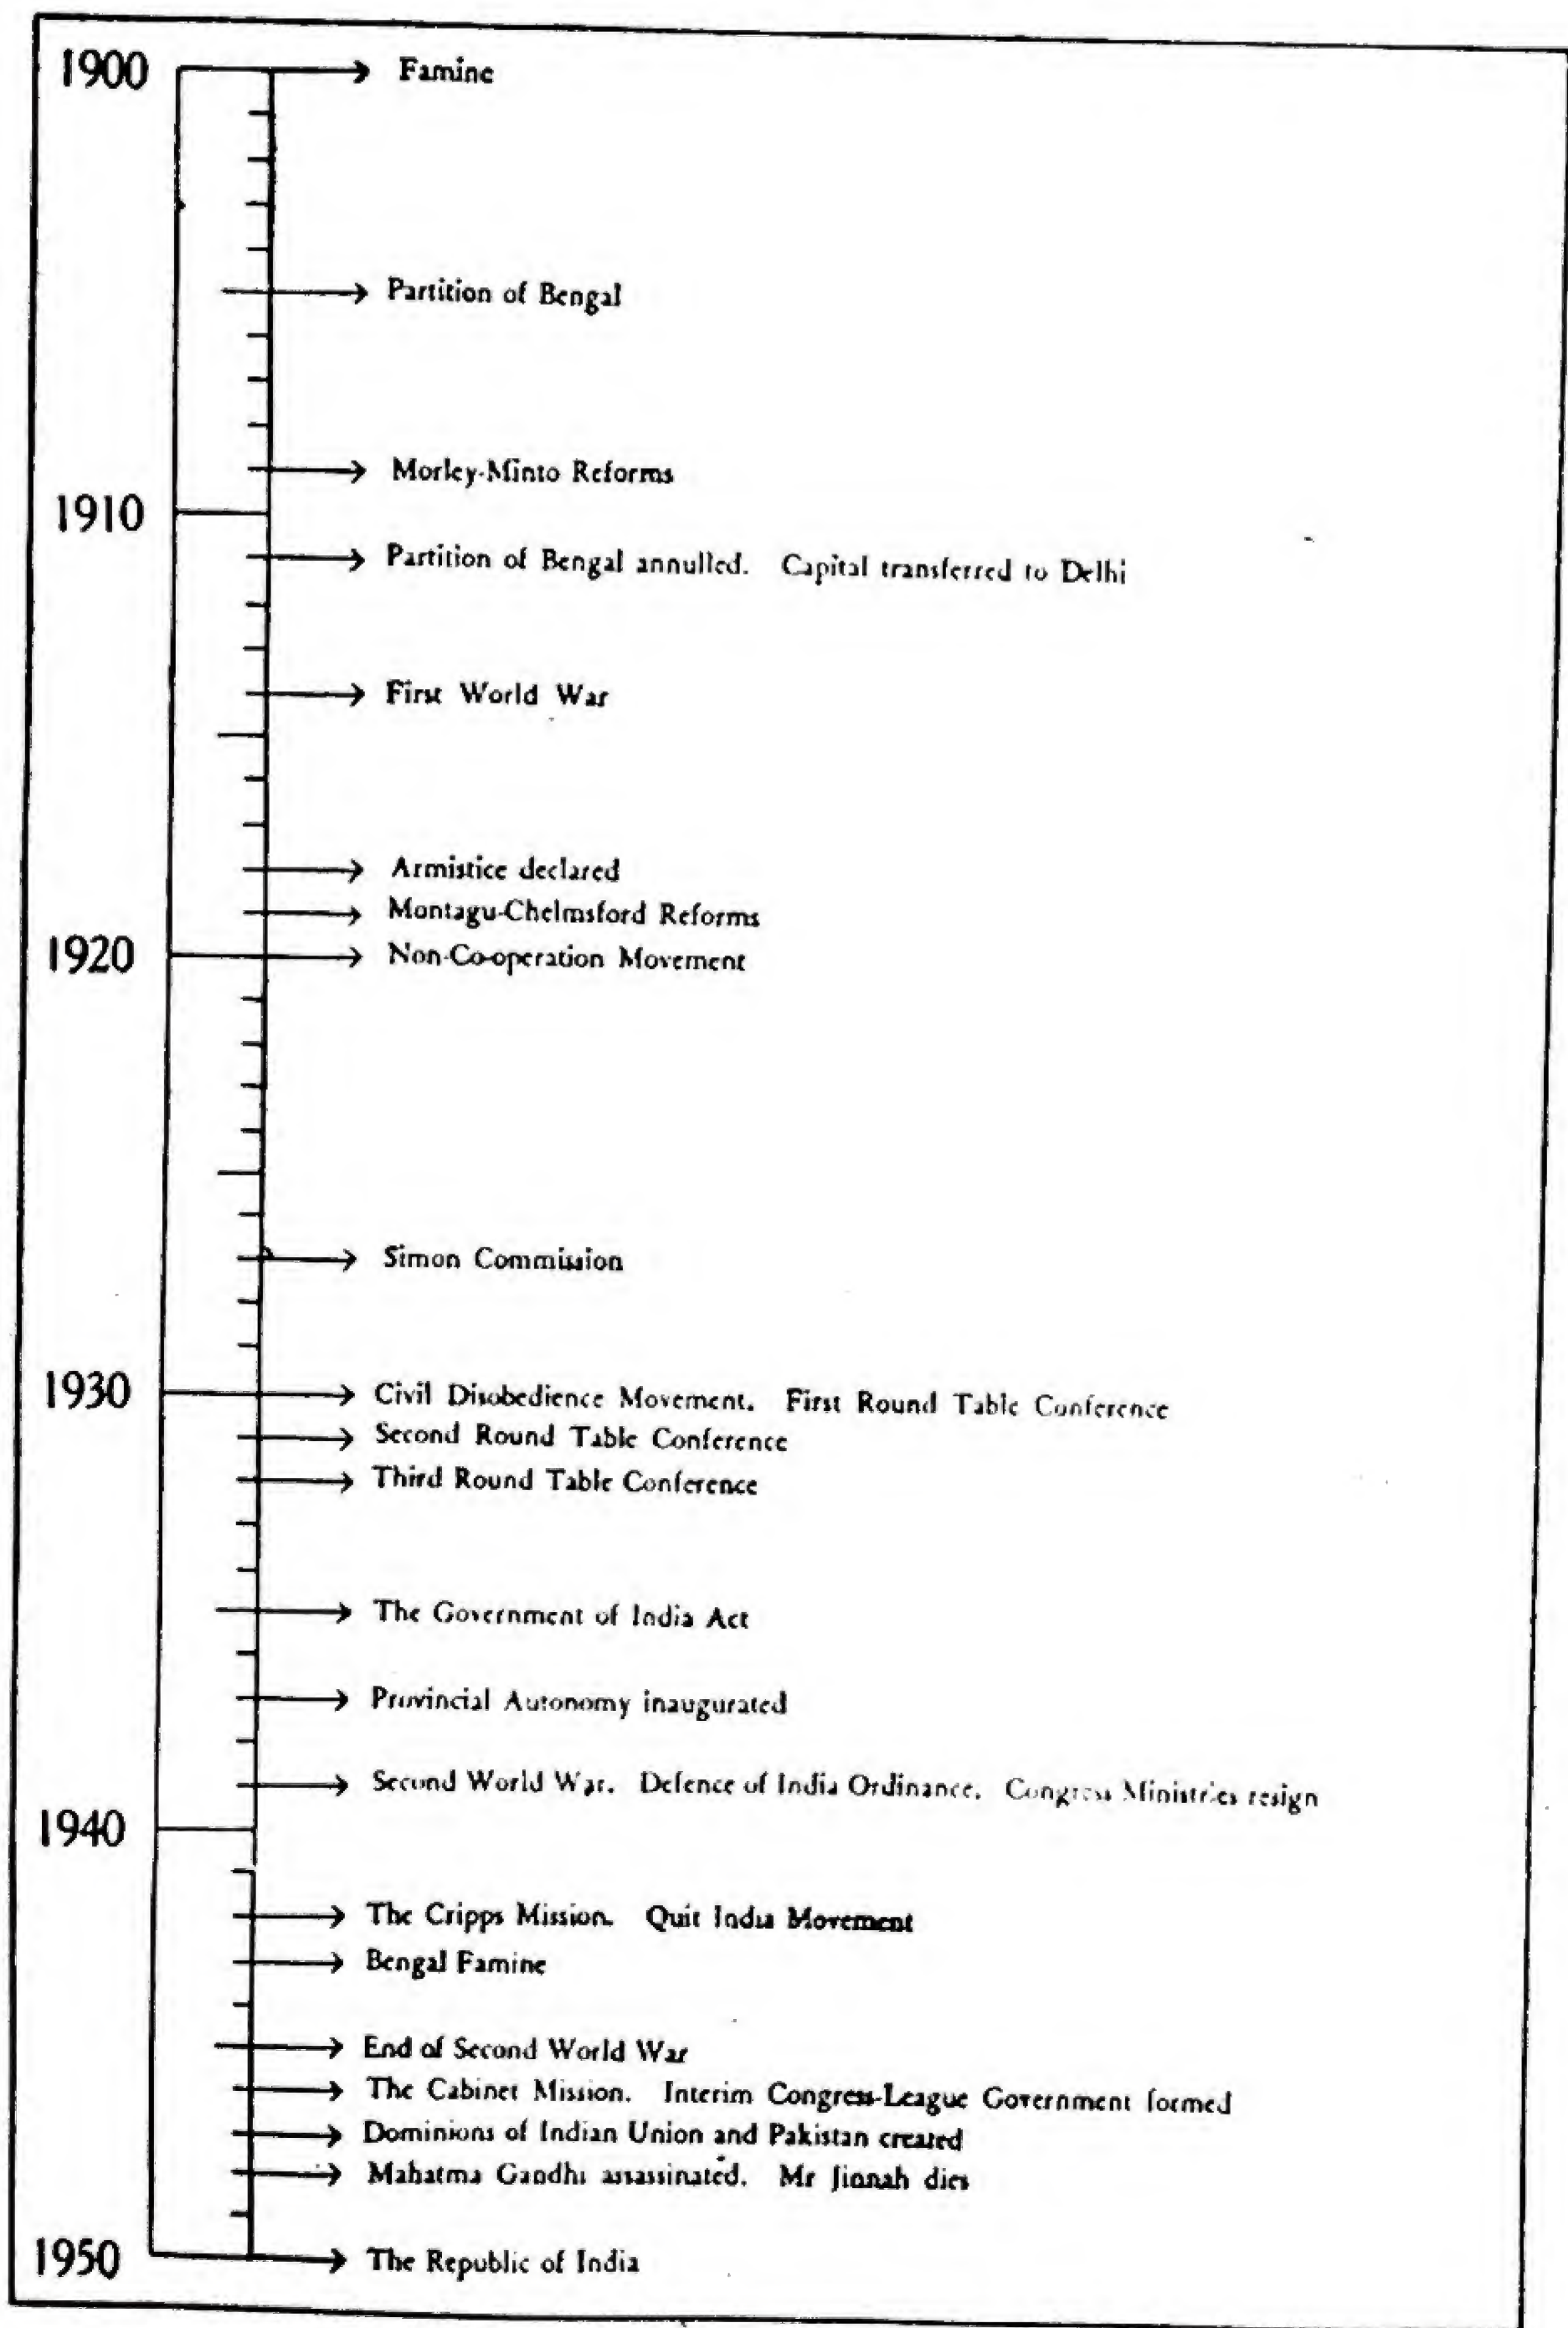 1900 Famine
Partition of Bengal
Morley-Minto Reforms
1910
Partition of Bengal annulled. Capital transferred to Delhi
First World War
Armistice declared
Montagu-Chelmsford Reforms
1920 Non-Co-operation Movement
Simon Commission
1930 Civil Disobedience Movement. First Round Table Conference
Second Round Table Conference
Third Round Table Conference
The Government of India Act
Provincial Autonomy inaugurated
Second World War. Defence of India Ordinance. Congress Ministries resign
1940
The Cripps Mission. Quit India Movement
Bengal Famine
End of Second World War
The Cabinet Mission. Interim Congress-League Government formed
Dominions of Indian Union and Pakistan created
Mahatma Gandhi assassinated. Mr Jinnah dies
1950 The Republic of India